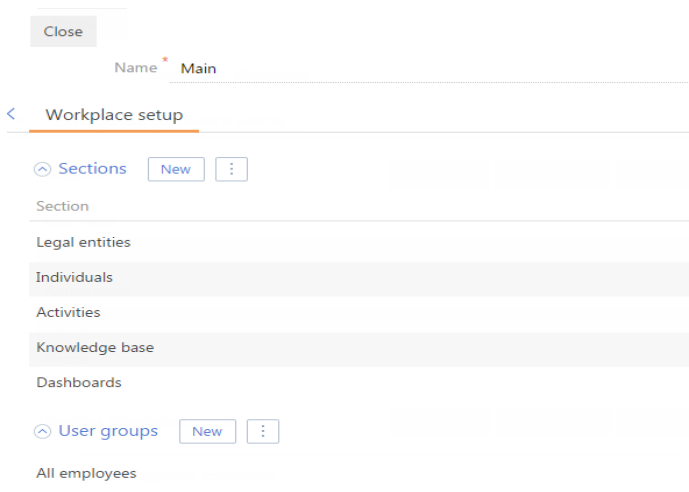 Close
Name * Main
Workplace setup
Sections New
Section
Legal entities
Individuals
Activities
Knowledge base
Dashboards
User groups New
All employees